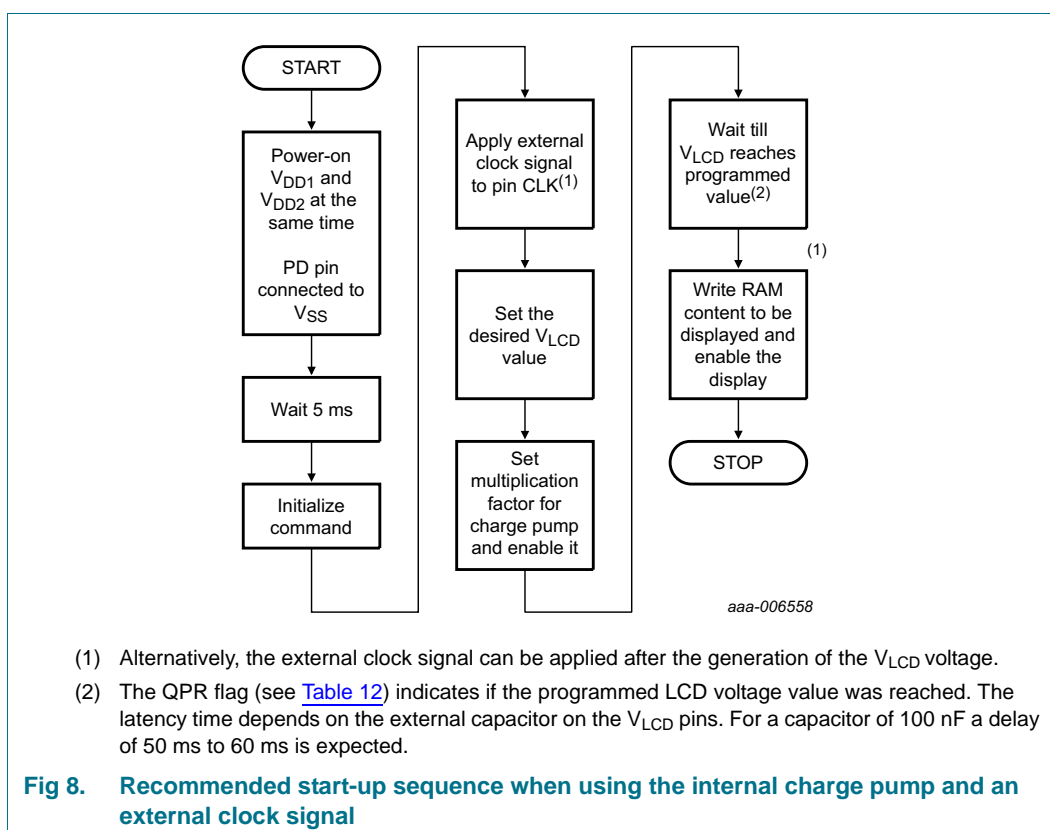 START
Power-on
VDD1 and
VDD2 at the
same time
PD pin
connected to
VSS
Wait 5 ms
Initialize
command
Apply external
clock signal
to pin CLK(1)
Set the
desired VLCD
value
Set
multiplication
factor for
charge pump
and enable it
Wait till
VLCD reaches
programmed
value(2)
(1)
Write RAM
content to be
displayed and
enable the
display
STOP
aaa-006558
(1) Alternatively, the external clock signal can be applied after the generation of the VLCD voltage.
(2) The QPR flag (see Table 12) indicates if the programmed LCD voltage value was reached. The
latency time depends on the external capacitor on the VLCD pins. For a capacitor of 100 nF a delay
of 50 ms to 60 ms is expected.
Fig 8. Recommended start-up sequence when using the internal charge pump and an
external clock signal